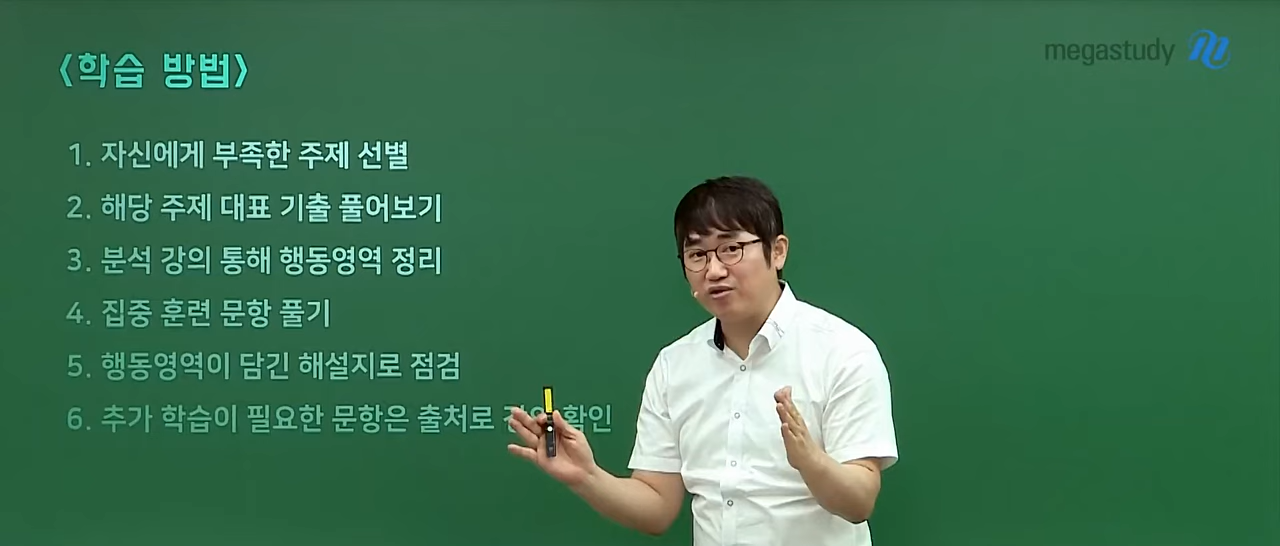 〈학습 방법〉
megastudy
1. 자신에게 부족한 주제 선별
2. 해당 주제 대표 기출 풀어보기
3. 분석 강의 통해 행동영역 정리
4. 집중 훈련 문항 풀기
5. 행동영역이 담긴 해설지로 점검
6. 추가 학습이 필요한 문항은 출처로 확인